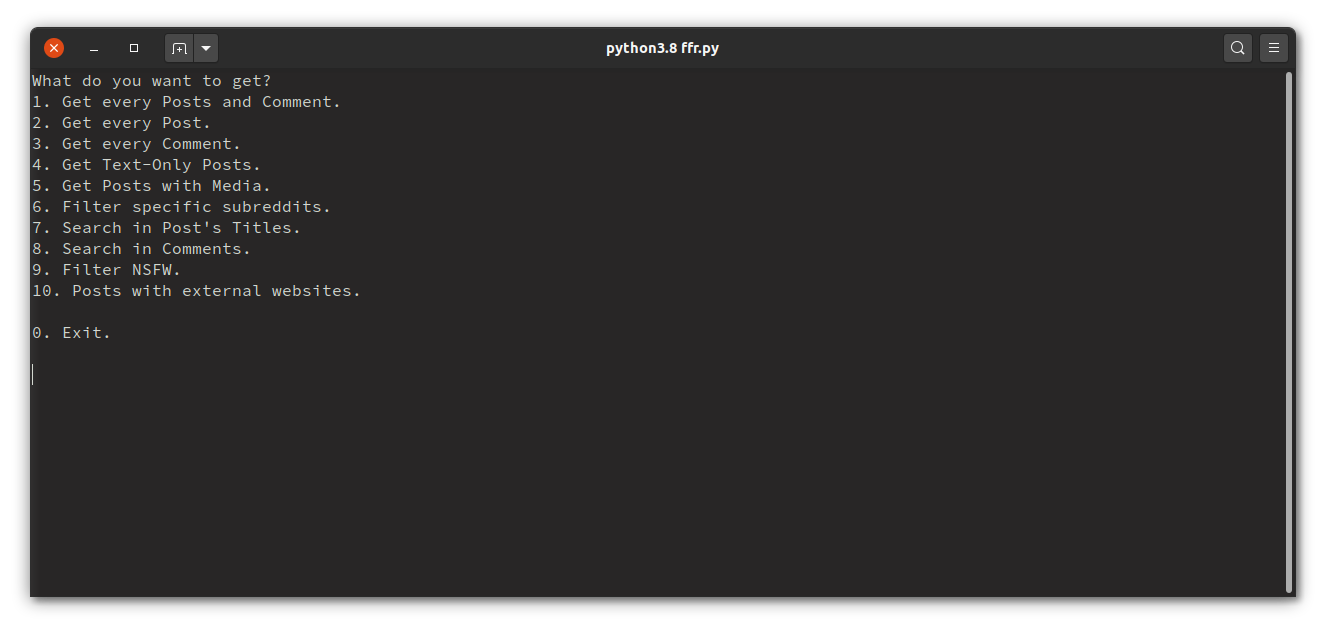 python3.8 ffr.py
What do you want to get?
1. Get every Posts and Comment.
2. Get every Post.
3. Get every Comment.
4. Get Text-Only Posts.
5. Get Posts with Media.
6. Filter specific subreddits.
7. Search in Post's Titles.
8. Search in Comments.
9. Filter NSFW.
10. Posts with external websites.
0. Exit.